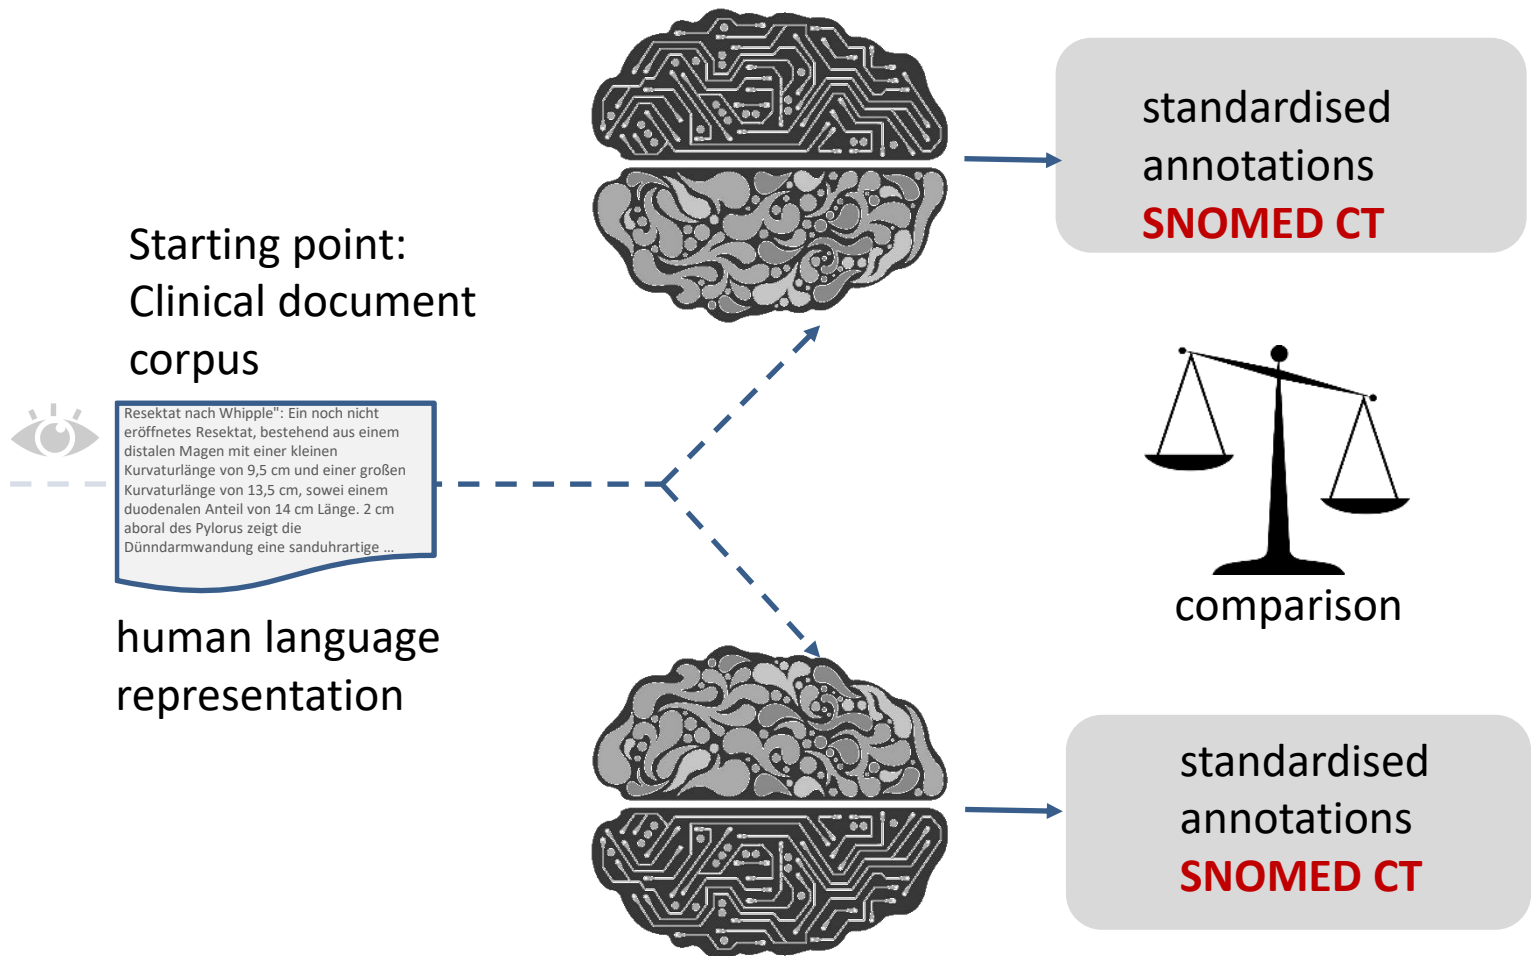 Starting point:
Clinical document
corpus
Resektat nach Whipple": Ein noch nicht
eröffnetes Resektat, bestehend aus einem
distalen Magen mit einer kleinen
Kurvaturlänge von 9,5 cm und einer großen
Kurvaturlänge von 13,5 cm, sowei einem
duodenalen Anteil von 14 cm Länge. 2 cm
aboral des Pylorus zeigt die
Dünndarmwandung eine sanduhrartige ...
human language
representation
standardised
annotations
SNOMED CT
comparison
standardised
annotations
SNOMED CT